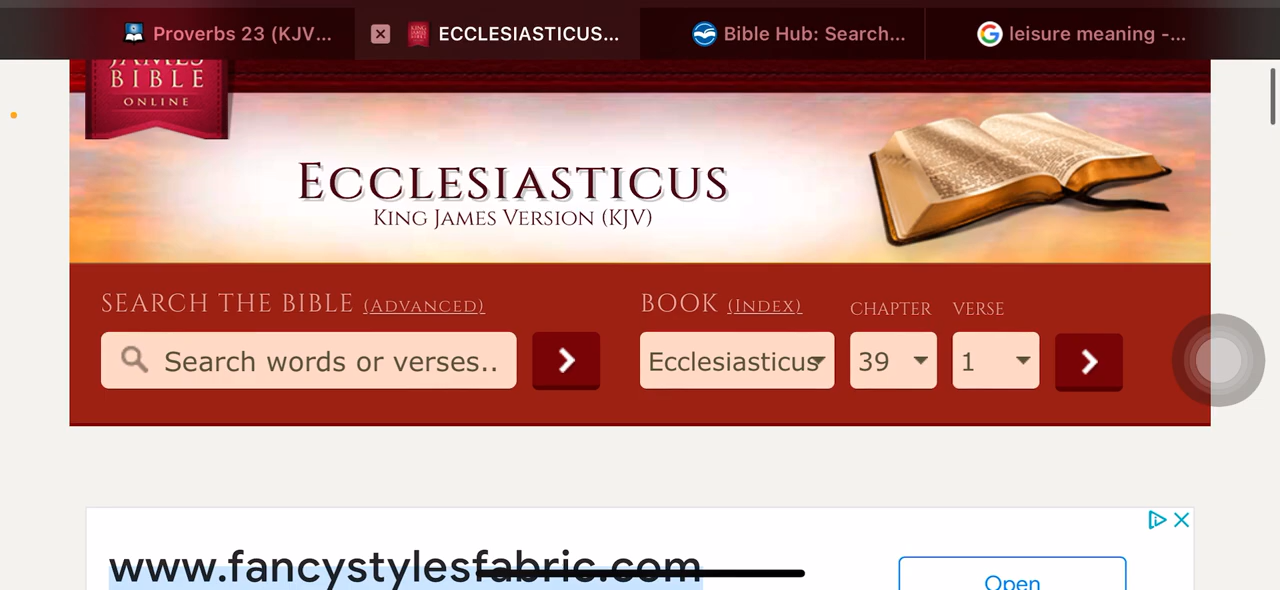 Proverbs 23 (KJV...
ECCLESIASTICUS...
Bible Hub: Search...
leisure meaning -...
JAMES
BIBLE
ONLINE
ECCLESIASTICUS
KING JAMES VERSION (KJV)
SEARCH THE BIBLE (ADVANCED)
BOOK (INDEX)
CHAPTER
VERSE
Search words or verses..
Ecclesiasticus
39
1
www.fancystylesfabric.com
Open